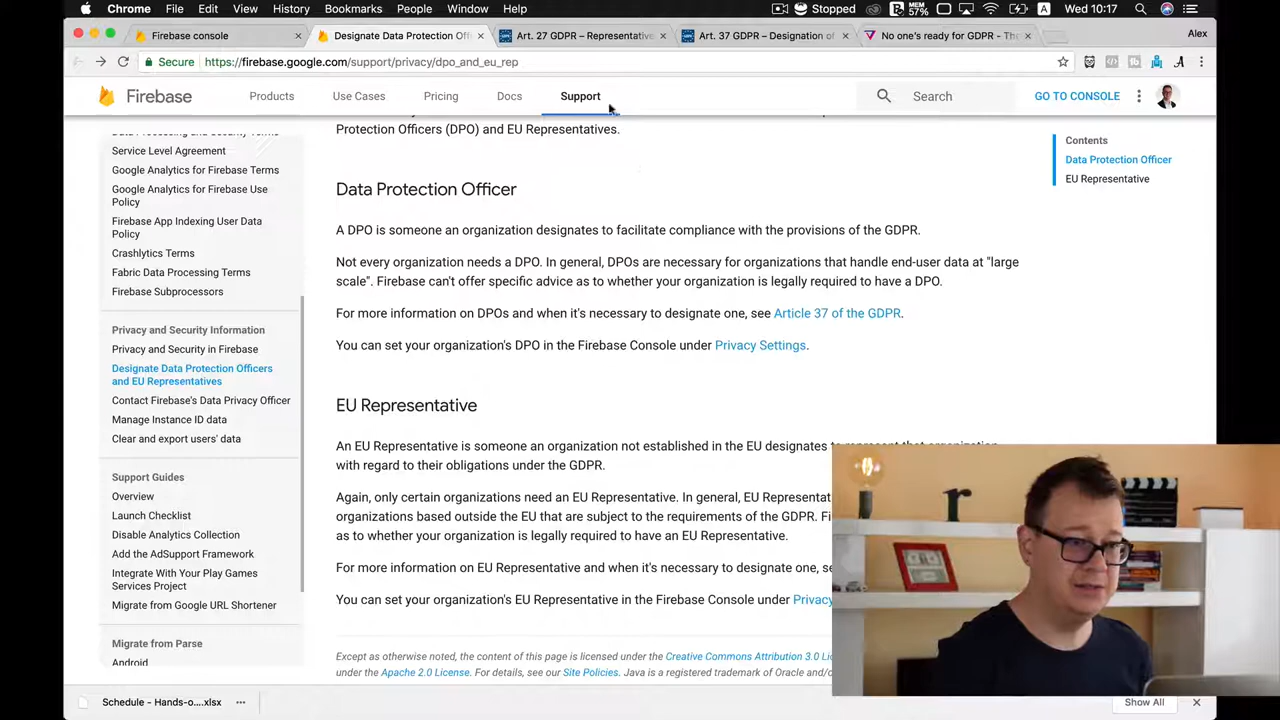 Chrome File Edit View History Bookmarks People Window Help Stopped MEM 57% A Wed 10:17
Firebase console
Designate Data Protection Offi
Art. 27 GDPR – Representative
Art. 37 GDPR – Designation of
No one's ready for GDPR - The
Alex
Secure https://firebase.google.com/support/privacy/dpo_and_eu_rep
Firebase Products Use Cases Pricing Docs Support Search GO TO CONSOLE
Data Processing and Security Terms
Service Level Agreement
Google Analytics for Firebase Terms
Google Analytics for Firebase Use
Policy
Firebase App Indexing User Data
Policy
Crashlytics Terms
Fabric Data Processing Terms
Firebase Subprocessors
Privacy and Security Information
Privacy and Security in Firebase
Designate Data Protection Officers
and EU Representatives
Contact Firebase's Data Privacy Officer
Manage Instance ID data
Clear and export users' data
Support Guides
Overview
Launch Checklist
Disable Analytics Collection
Add the AdSupport Framework
Integrate With Your Play Games
Services Project
Migrate from Google URL Shortener
Migrate from Parse
Android
Protection Officers (DPO) and EU Representatives.
Data Protection Officer
A DPO is someone an organization designates to facilitate compliance with the provisions of the GDPR.
Not every organization needs a DPO. In general, DPOs are necessary for organizations that handle end-user data at "large
scale". Firebase can't offer specific advice as to whether your organization is legally required to have a DPO.
For more information on DPOs and when it's necessary to designate one, see Article 37 of the GDPR.
You can set your organization's DPO in the Firebase Console under Privacy Settings.
EU Representative
An EU Representative is someone an organization not established in the EU designates to represent that organization
with regard to their obligations under the GDPR.
Again, only certain organizations need an EU Representative. In general, EU Representat
organizations based outside the EU that are subject to the requirements of the GDPR. Fi
as to whether your organization is legally required to have an EU Representative.
For more information on EU Representative and when it's necessary to designate one, se
You can set your organization's EU Representative in the Firebase Console under Privacy
Except as otherwise noted, the content of this page is licensed under the Creative Commons Attribution 3.0 Li
under the Apache 2.0 License. For details, see our Site Policies. Java is a registered trademark of Oracle and/o
Contents
Data Protection Officer
EU Representative
Schedule - Hands-o....xlsx
Show All